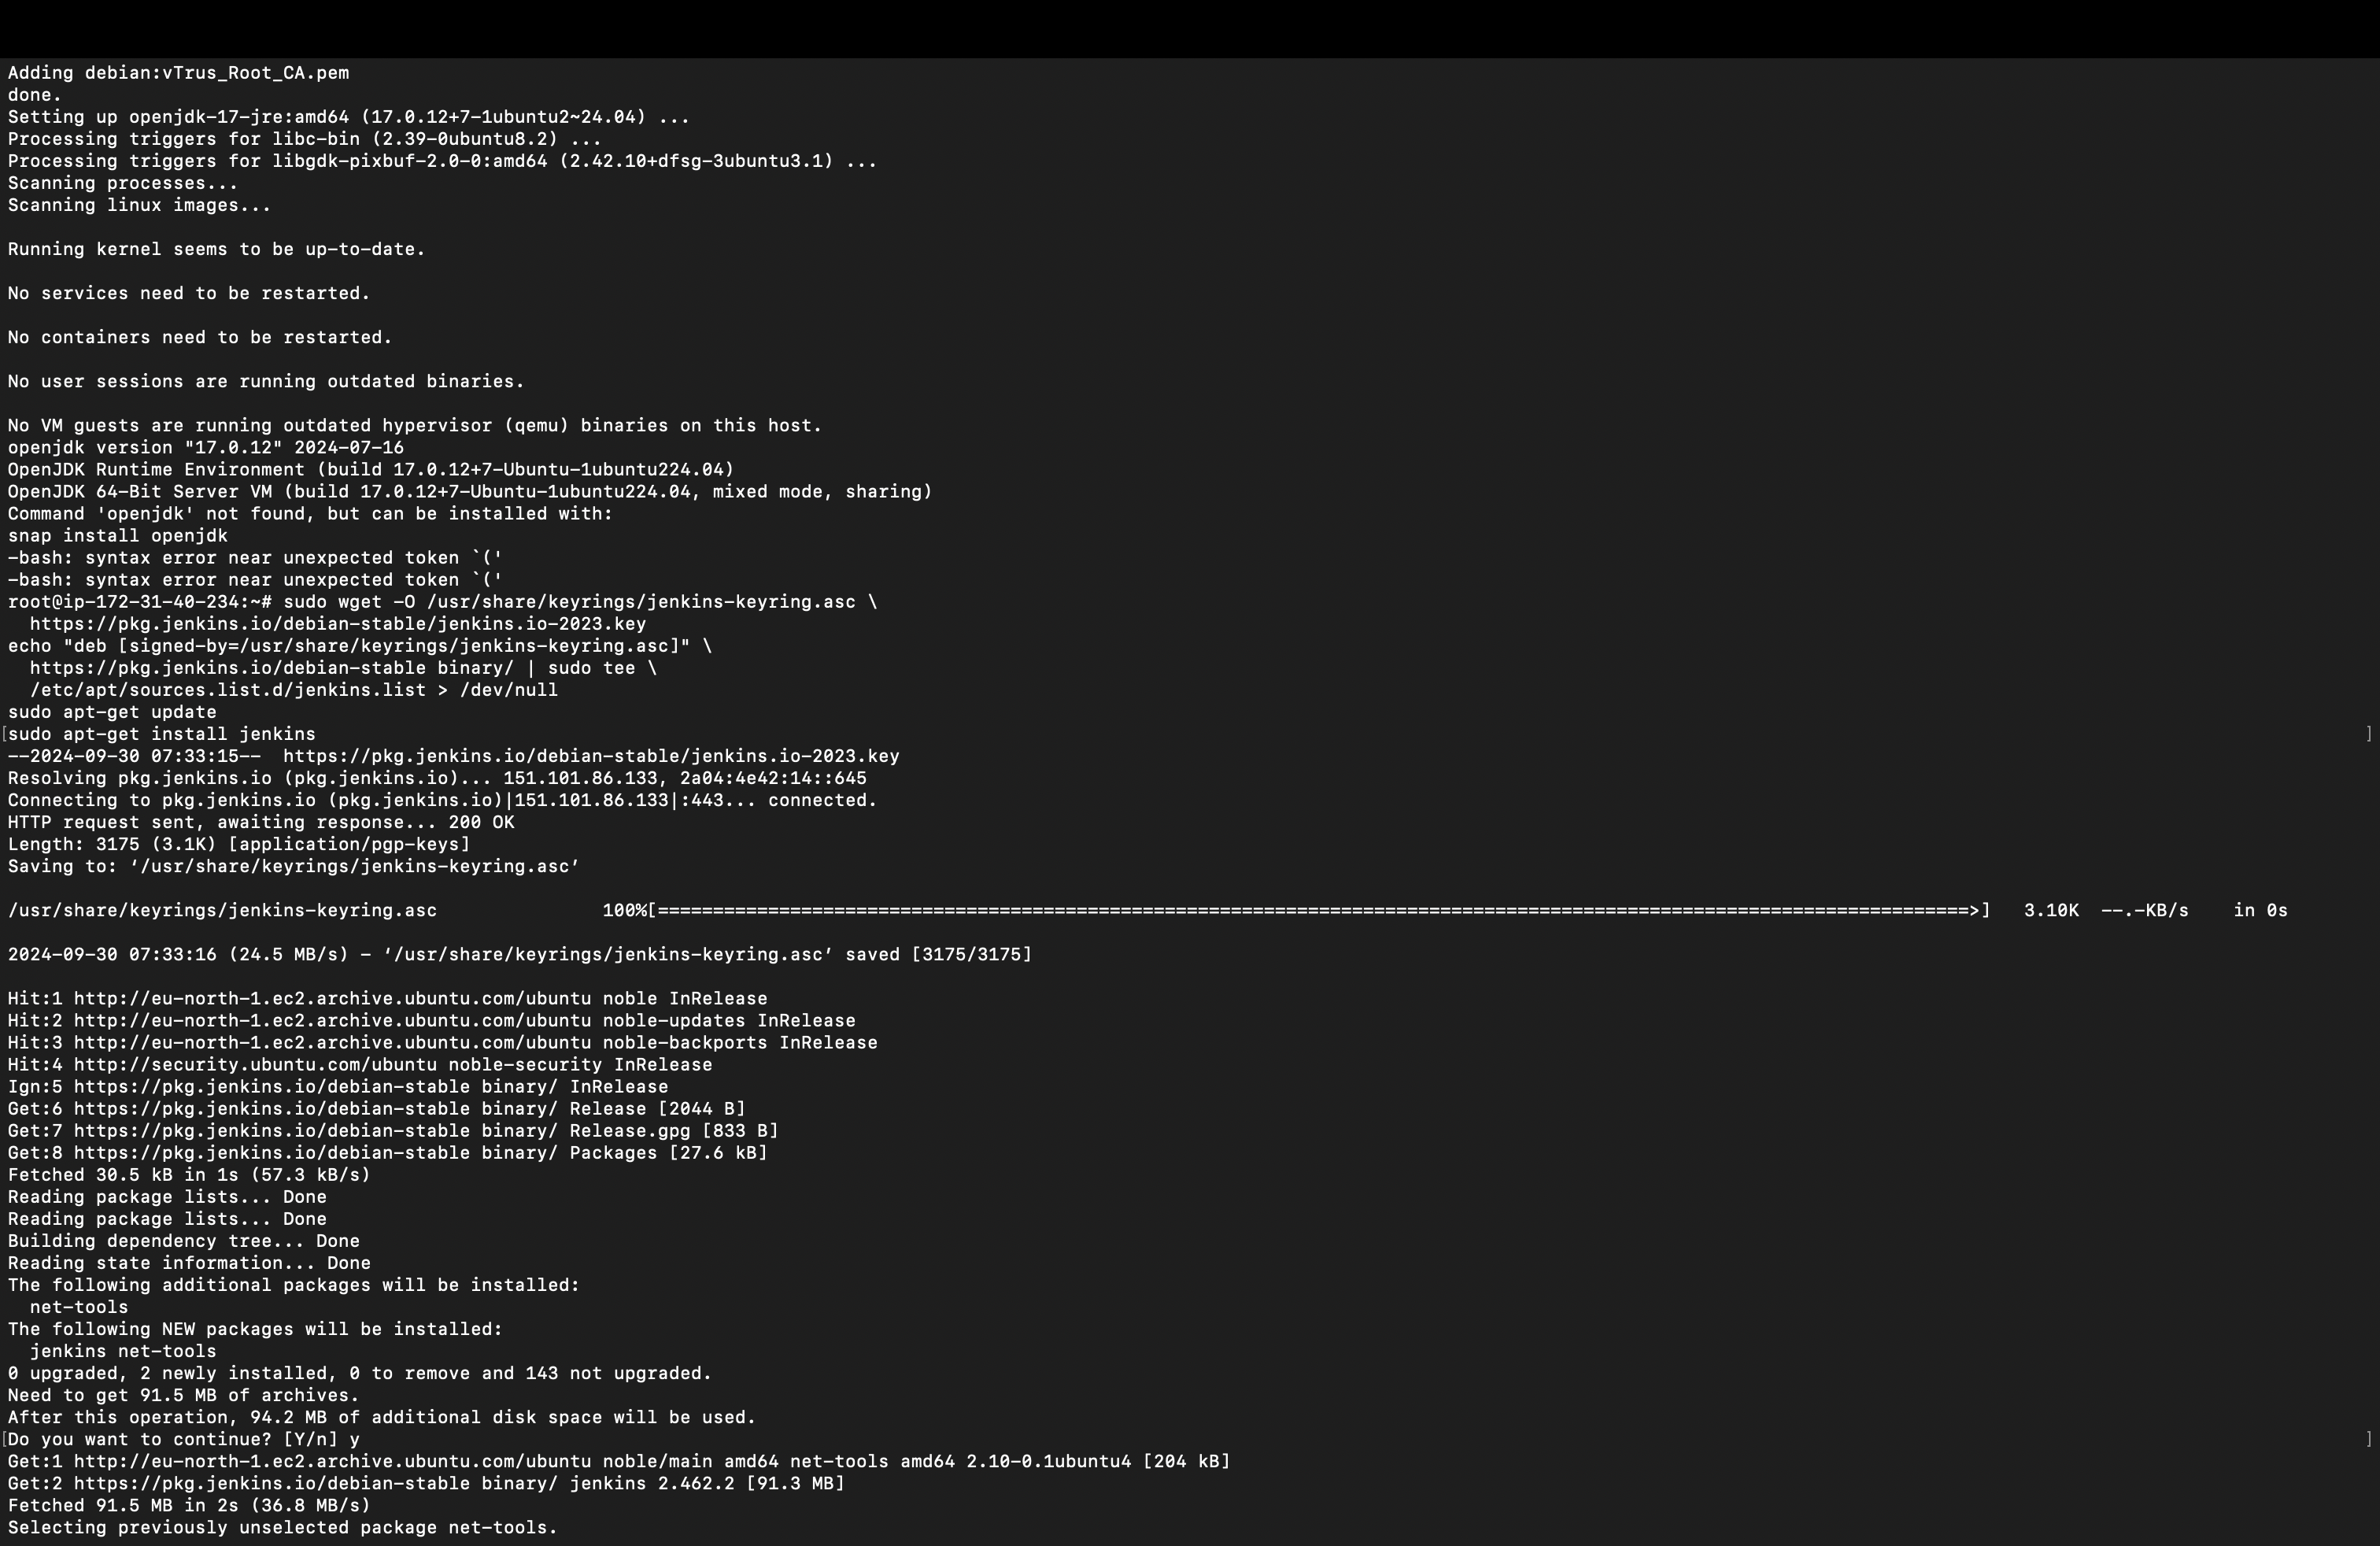 Adding debian:vTrus_Root_CA.pem
done.
Setting up openjdk-17-jre:amd64 (17.0.12+7-1ubuntu2~24.04) ...
Processing triggers for libc-bin (2.39-0ubuntu8.2) ...
Processing triggers for libgdk-pixbuf-2.0-0:amd64 (2.42.10+dfsg-3ubuntu3.1) ...
Scanning processes...
Scanning linux images...
Running kernel seems to be up-to-date.
No services need to be restarted.
No containers need to be restarted.
No user sessions are running outdated binaries.
No VM guests are running outdated hypervisor (qemu) binaries on this host.
openjdk version "17.0.12" 2024-07-16
OpenJDK Runtime Environment (build 17.0.12+7-Ubuntu-1ubuntu224.04)
OpenJDK 64-Bit Server VM (build 17.0.12+7-Ubuntu-1ubuntu224.04, mixed mode, sharing)
Command 'openjdk' not found, but can be installed with:
snap install openjdk
-bash: syntax error near unexpected token `('
-bash: syntax error near unexpected token `('
root@ip-172-31-40-234:~# sudo wget -O /usr/share/keyrings/jenkins-keyring.asc \
  https://pkg.jenkins.io/debian-stable/jenkins.io-2023.key
echo "deb [signed-by=/usr/share/keyrings/jenkins-keyring.asc]" \
  https://pkg.jenkins.io/debian-stable binary/ | sudo tee \
  /etc/apt/sources.list.d/jenkins.list > /dev/null
sudo apt-get update
[sudo apt-get install jenkins ]
--2024-09-30 07:33:15--  https://pkg.jenkins.io/debian-stable/jenkins.io-2023.key
Resolving pkg.jenkins.io (pkg.jenkins.io)... 151.101.86.133, 2a04:4e42:14::645
Connecting to pkg.jenkins.io (pkg.jenkins.io)|151.101.86.133|:443... connected.
HTTP request sent, awaiting response... 200 OK
Length: 3175 (3.1K) [application/pgp-keys]
Saving to: ‘/usr/share/keyrings/jenkins-keyring.asc’
/usr/share/keyrings/jenkins-keyring.asc 100%[=======================================================================================================================>] 3.10K --.-KB/s in 0s
2024-09-30 07:33:16 (24.5 MB/s) - ‘/usr/share/keyrings/jenkins-keyring.asc’ saved [3175/3175]
Hit:1 http://eu-north-1.ec2.archive.ubuntu.com/ubuntu noble InRelease
Hit:2 http://eu-north-1.ec2.archive.ubuntu.com/ubuntu noble-updates InRelease
Hit:3 http://eu-north-1.ec2.archive.ubuntu.com/ubuntu noble-backports InRelease
Hit:4 http://security.ubuntu.com/ubuntu noble-security InRelease
Ign:5 https://pkg.jenkins.io/debian-stable binary/ InRelease
Get:6 https://pkg.jenkins.io/debian-stable binary/ Release [2044 B]
Get:7 https://pkg.jenkins.io/debian-stable binary/ Release.gpg [833 B]
Get:8 https://pkg.jenkins.io/debian-stable binary/ Packages [27.6 kB]
Fetched 30.5 kB in 1s (57.3 kB/s)
Reading package lists... Done
Reading package lists... Done
Building dependency tree... Done
Reading state information... Done
The following additional packages will be installed:
  net-tools
The following NEW packages will be installed:
  jenkins net-tools
0 upgraded, 2 newly installed, 0 to remove and 143 not upgraded.
Need to get 91.5 MB of archives.
After this operation, 94.2 MB of additional disk space will be used.
[Do you want to continue? [Y/n] y ]
Get:1 http://eu-north-1.ec2.archive.ubuntu.com/ubuntu noble/main amd64 net-tools amd64 2.10-0.1ubuntu4 [204 kB]
Get:2 https://pkg.jenkins.io/debian-stable binary/ jenkins 2.462.2 [91.3 MB]
Fetched 91.5 MB in 2s (36.8 MB/s)
Selecting previously unselected package net-tools.